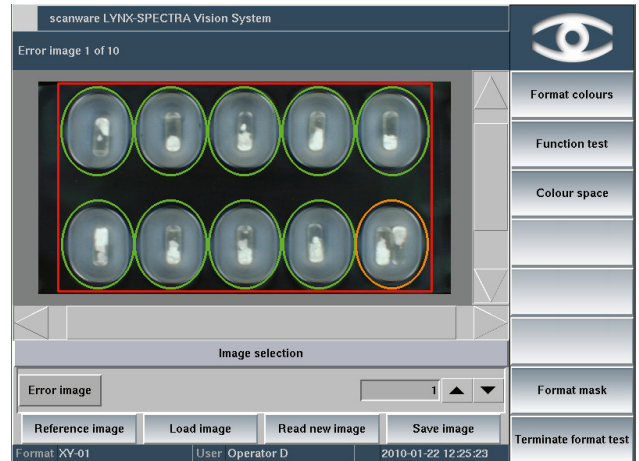 scanware LYNX-SPECTRA Vision System
Error image 1 of 10
Format colours
Function test
Colour space
Image selection
Error image
1
Format mask
Reference image
Load image
Read new image
Save image
Terminate format test
Format XY-01
User Operator D
2010-01-22 12:25:23